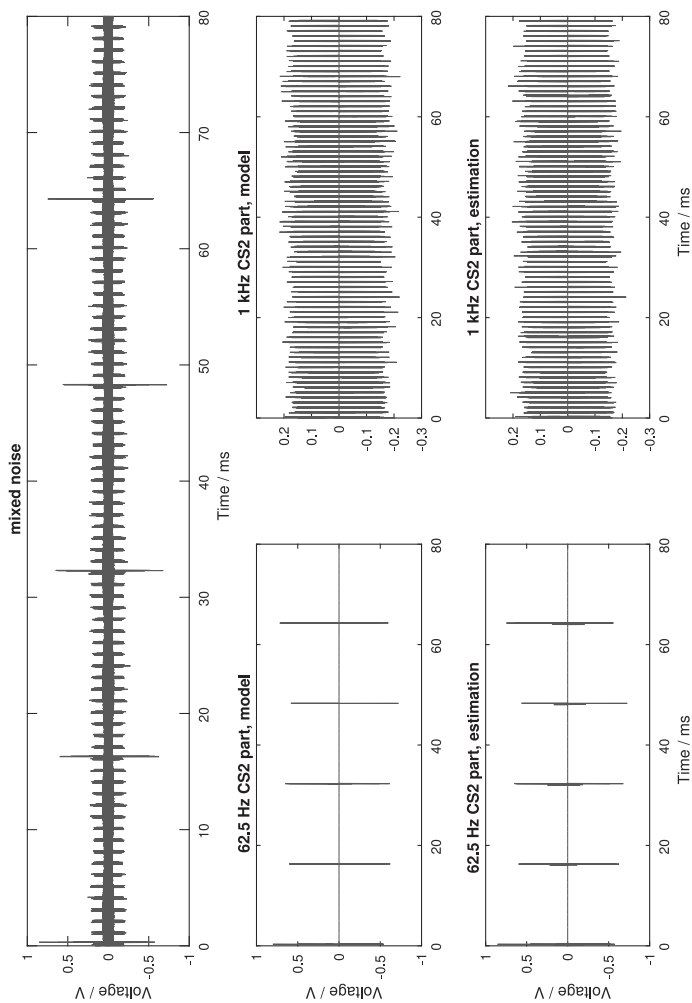 mixed noise
Voltage / V
1
0.5
0
-0.5
-1
0 10 20 30 40 50 60 70 80
Time / ms
62.5 Hz CS2 part, model
Voltage / V
1
0.5
0
-0.5
-1
0 20 40 60 80
1 kHz CS2 part, model
0.2
0.1
0
-0.1
-0.2
-0.3
0 20 40 60 80
62.5 Hz CS2 part, estimation
Voltage / V
1
0.5
0
-0.5
-1
0 20 40 60 80
Time / ms
1 kHz CS2 part, estimation
0.2
0.1
0
-0.1
-0.2
-0.3
0 20 40 60 80
Time / ms